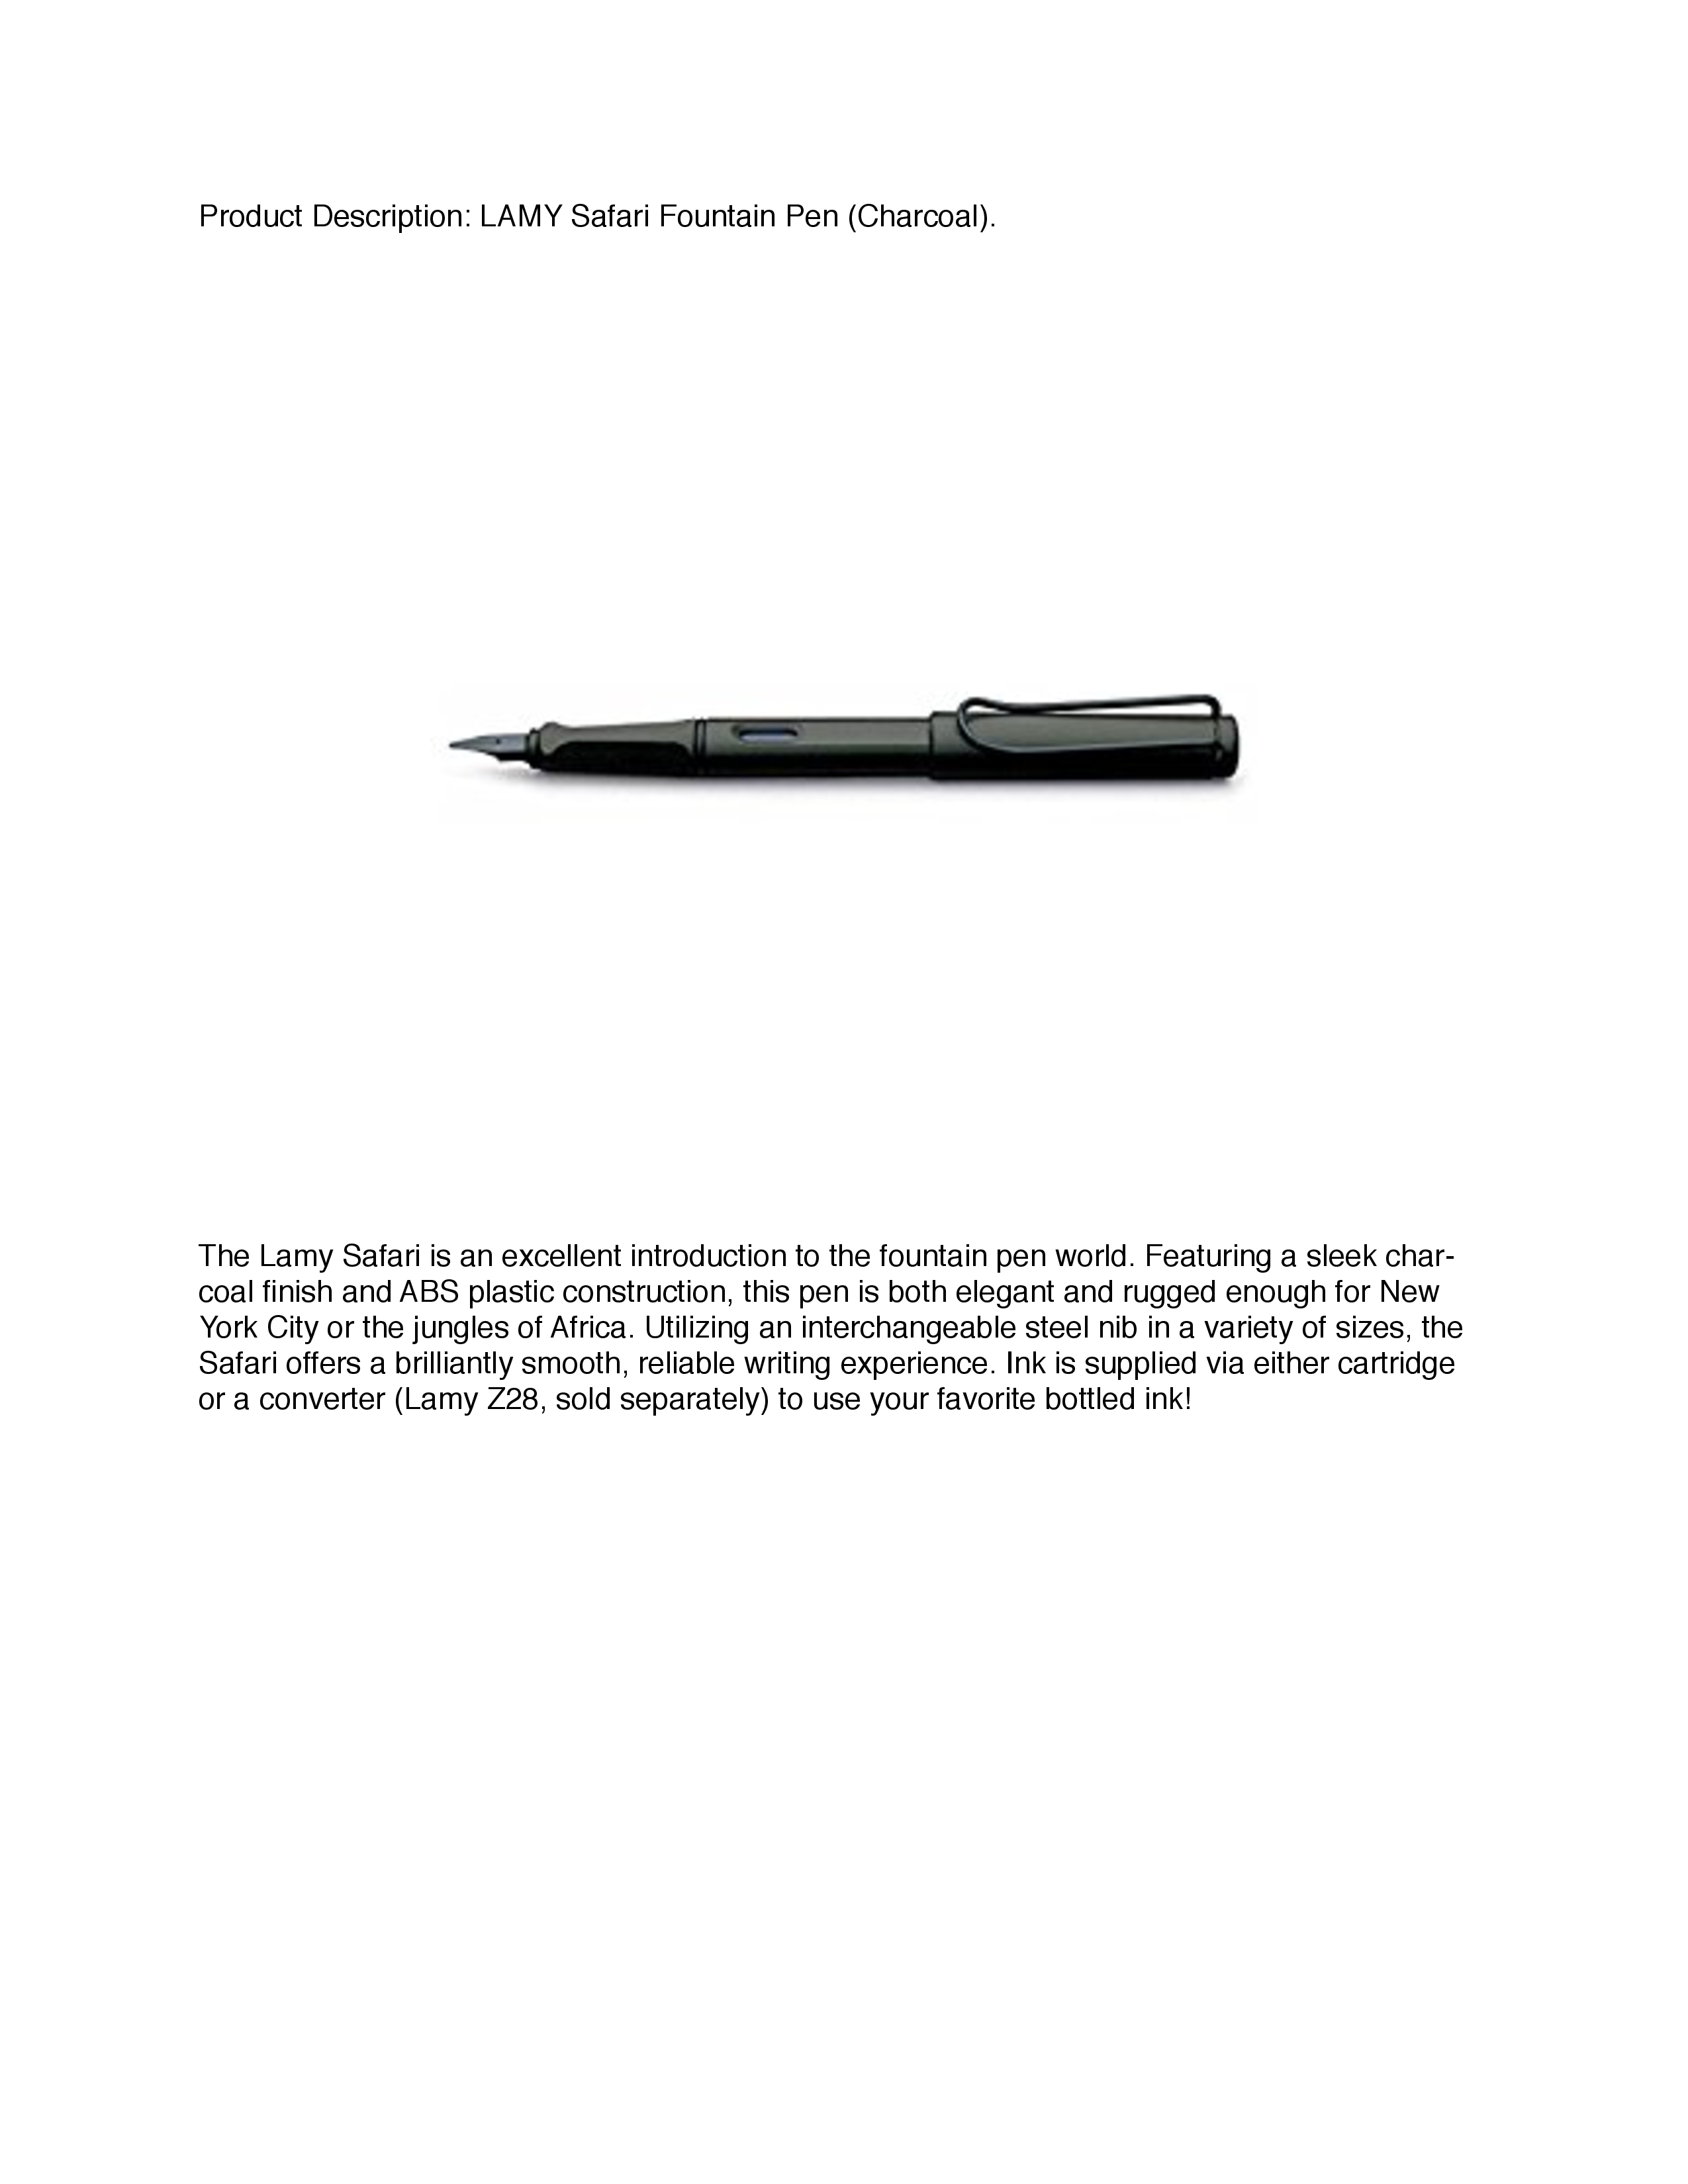 Product Description: LAMY Safari Fountain Pen (Charcoal).
The Lamy Safari is an excellent introduction to the fountain pen world. Featuring a sleek char-
coal finish and ABS plastic construction, this pen is both elegant and rugged enough for New
York City or the jungles of Africa. Utilizing an interchangeable steel nib in a variety of sizes, the
Safari offers a brilliantly smooth, reliable writing experience. Ink is supplied via either cartridge
or a converter (Lamy Z28, sold separately) to use your favorite bottled ink!